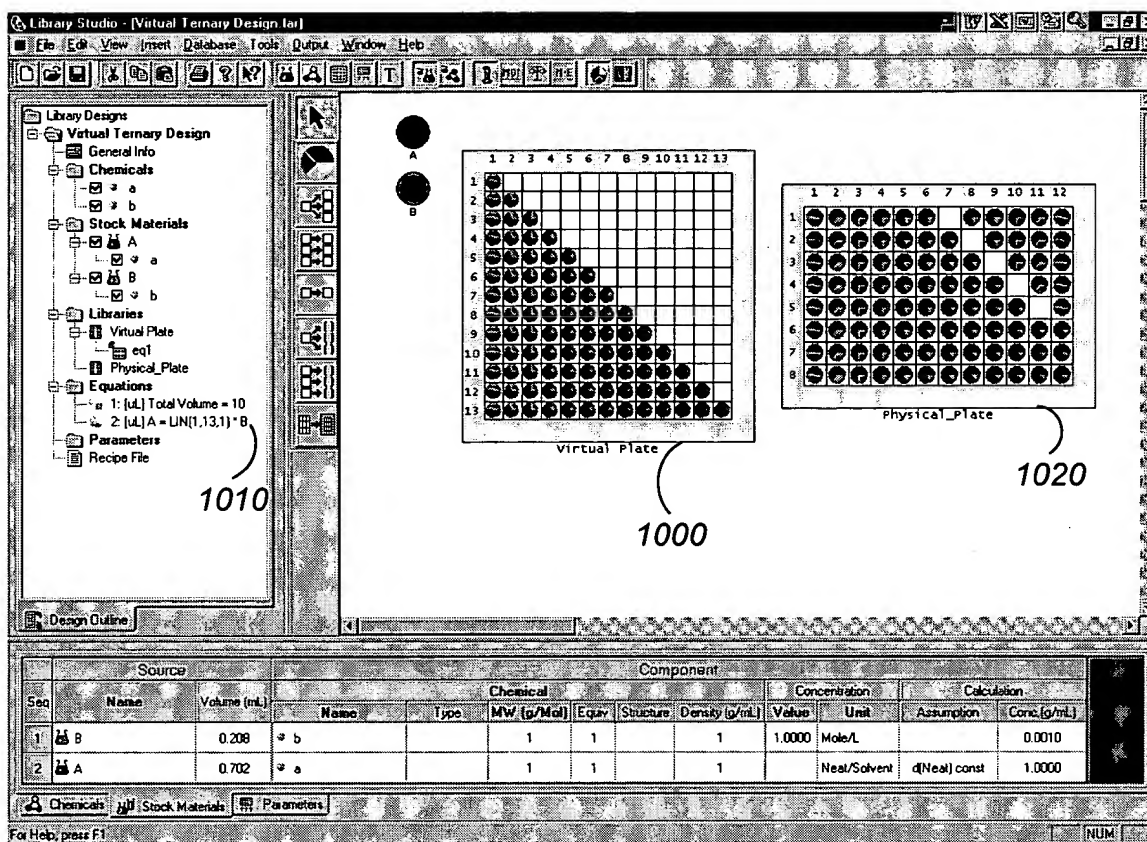 Library Studio - [Virtual Ternary Design.lar]
File Edit View Insert Database Tools Output Window Help
Library Designs
Virtual Ternary Design
General Info
Chemicals
a
b
Stock Materials
A
a
B
b
Libraries
Virtual Plate
eq1
Physical_Plate
Equations
1: [uL] Total Volume = 10
2: [uL] A = LIN(1,13,1) * B
Parameters
Recipe File
1010
Design Outline
A
B
1 2 3 4 5 6 7 8 9 10 11 12 13
1
2
3
4
5
6
7
8
9
10
11
12
13
Virtual Plate
1000
1 2 3 4 5 6 7 8 9 10 11 12
1
2
3
4
5
6
7
8
Physical_Plate
1020
Source Component
Chemical Concentration Calculation
Seq Name Volume (mL) Name Type MW (g/Mol) Equiv Structure Density (g/mL) Value Unit Assumption Conc.(g/mL)
1 B 0.208 b 1 1 1 1.0000 Mole/L 0.0010
2 A 0.702 a 1 1 1 Neat/Solvent d[Neat] const 1.0000
Chemicals Stock Materials Parameters
For Help, press F1 NUM